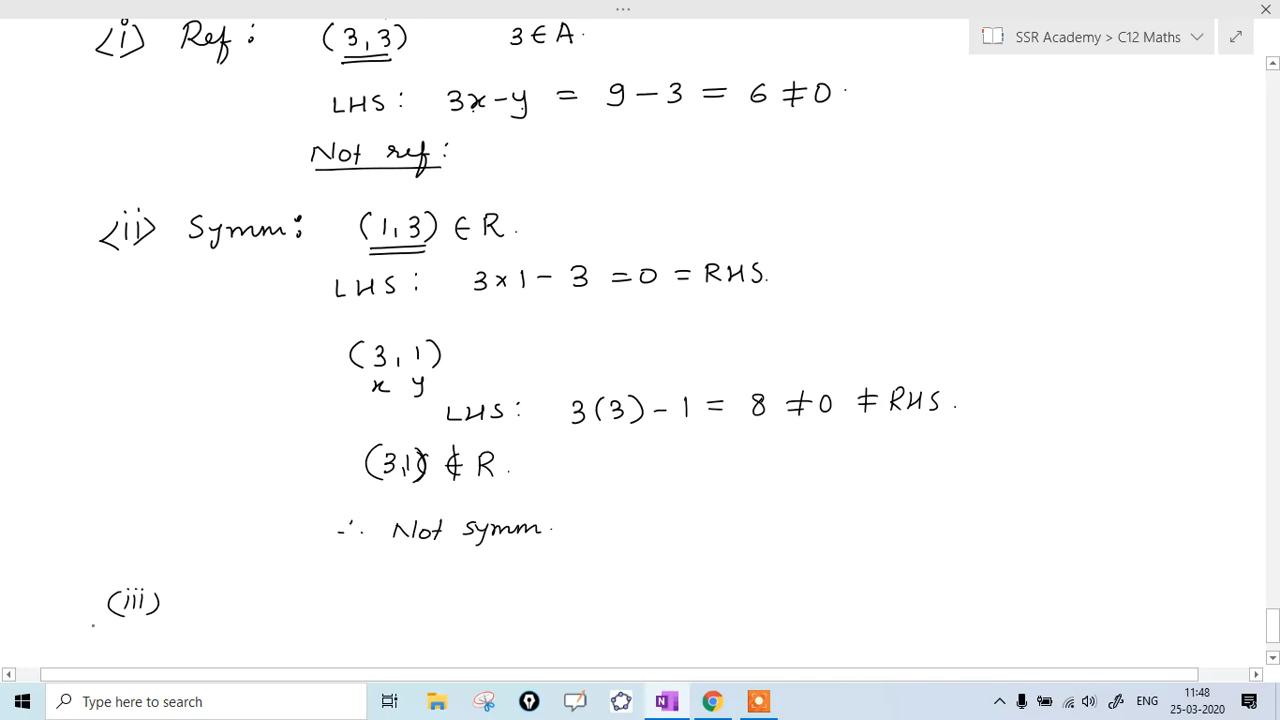 SSR Academy > C12 Maths
<i> Ref: (3,3) 3 ∈ A.
LHS: 3x-y = 9-3 = 6 ≠ 0.
Not ref:
<ii> Symm: (1,3) ∈ R.
LHS: 3×1-3 = 0 = RHS.
(3,1)
x y
LHS: 3(3)-1 = 8 ≠ 0 ≠ RHS.
(3,1) ∉ R.
∴ Not symm.
(iii)
Type here to search
ENG
11:48
25-03-2020